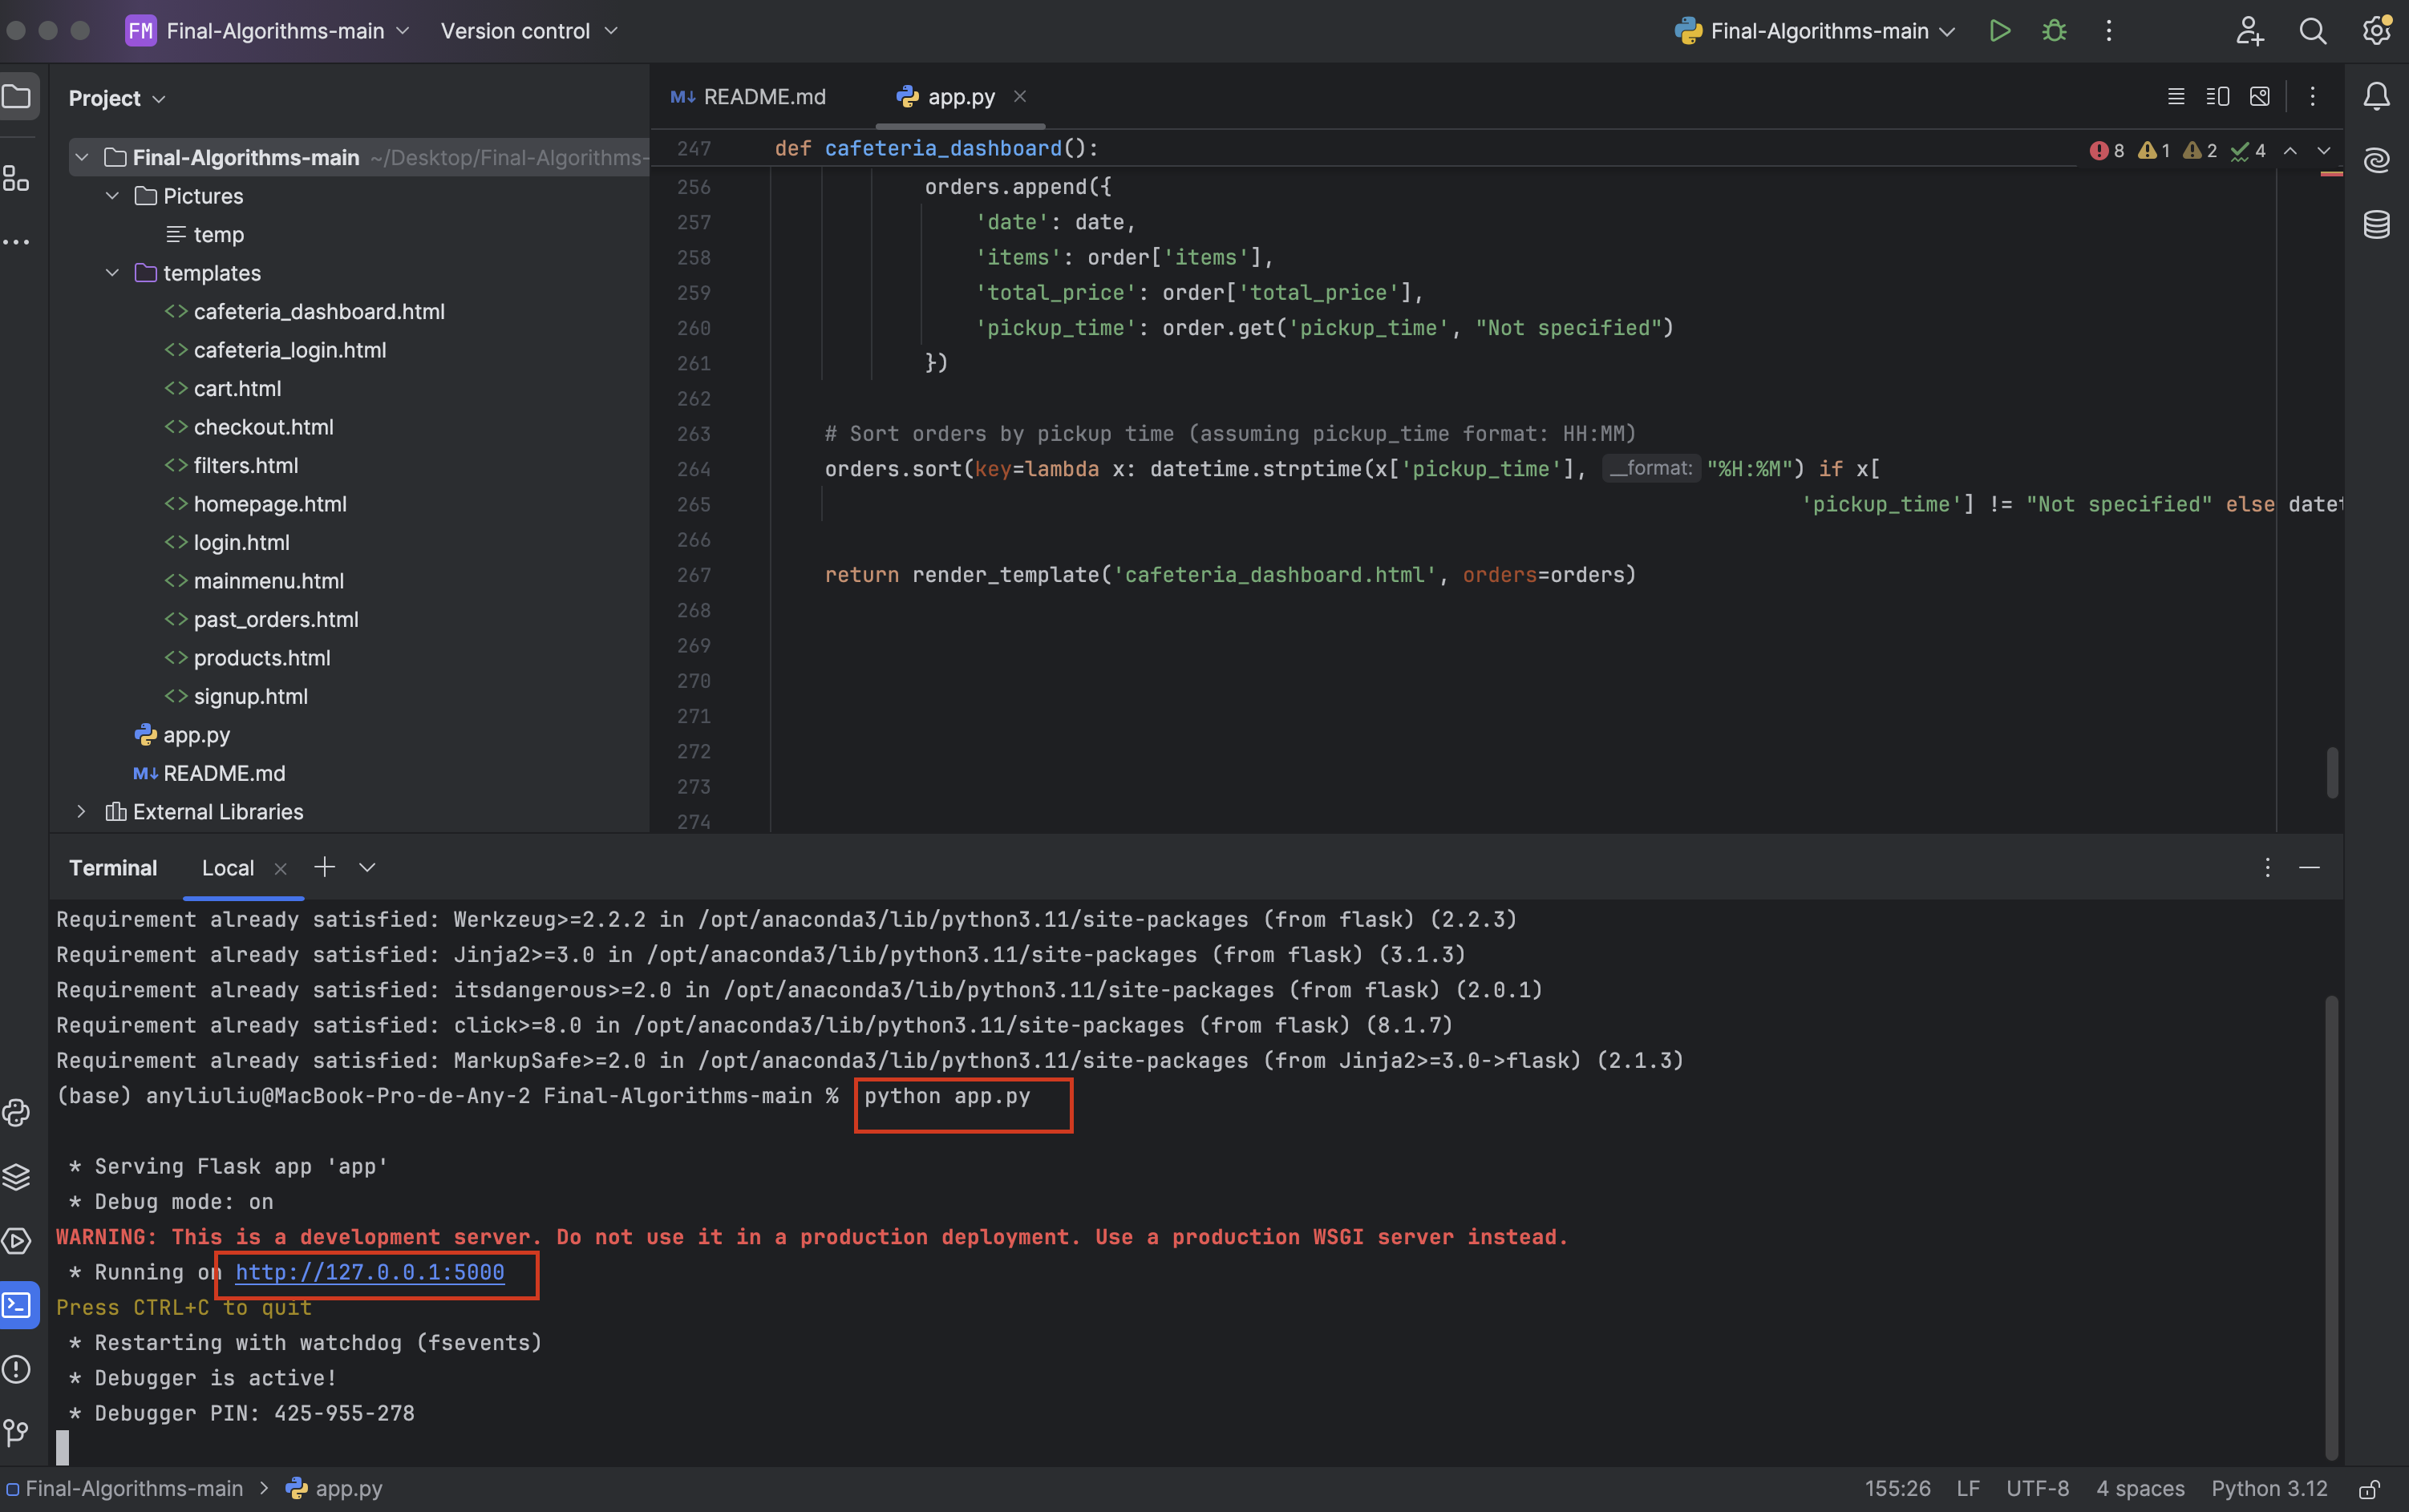 FM Final-Algorithms-main Version control Final-Algorithms-main
Project
Final-Algorithms-main ~/Desktop/Final-Algorithms-
Pictures
temp
templates
<> cafeteria_dashboard.html
<> cafeteria_login.html
<> cart.html
<> checkout.html
<> filters.html
<> homepage.html
<> login.html
<> mainmenu.html
<> past_orders.html
<> products.html
<> signup.html
app.py
M↓ README.md
External Libraries
M↓ README.md app.py
247 def cafeteria_dashboard(): 8 1 2 4
256 orders.append({
257 'date': date,
258 'items': order['items'],
259 'total_price': order['total_price'],
260 'pickup_time': order.get('pickup_time', "Not specified")
261 })
262
263 # Sort orders by pickup time (assuming pickup_time format: HH:MM)
264 orders.sort(key=lambda x: datetime.strptime(x['pickup_time'], __format: "%H:%M") if x[
265 'pickup_time'] != "Not specified" else datet
266
267 return render_template('cafeteria_dashboard.html', orders=orders)
268
269
270
271
272
273
274
Terminal Local
Requirement already satisfied: Werkzeug>=2.2.2 in /opt/anaconda3/lib/python3.11/site-packages (from flask) (2.2.3)
Requirement already satisfied: Jinja2>=3.0 in /opt/anaconda3/lib/python3.11/site-packages (from flask) (3.1.3)
Requirement already satisfied: itsdangerous>=2.0 in /opt/anaconda3/lib/python3.11/site-packages (from flask) (2.0.1)
Requirement already satisfied: click>=8.0 in /opt/anaconda3/lib/python3.11/site-packages (from flask) (8.1.7)
Requirement already satisfied: MarkupSafe>=2.0 in /opt/anaconda3/lib/python3.11/site-packages (from Jinja2>=3.0->flask) (2.1.3)
(base) anyliuliu@MacBook-Pro-de-Any-2 Final-Algorithms-main % python app.py
* Serving Flask app 'app'
* Debug mode: on
WARNING: This is a development server. Do not use it in a production deployment. Use a production WSGI server instead.
* Running on http://127.0.0.1:5000
Press CTRL+C to quit
* Restarting with watchdog (fsevents)
* Debugger is active!
* Debugger PIN: 425-955-278
Final-Algorithms-main > app.py 155:26 LF UTF-8 4 spaces Python 3.12